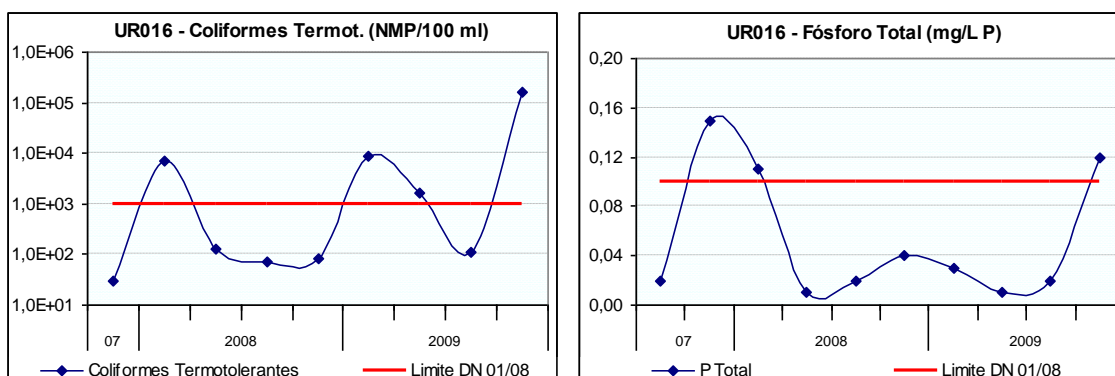 UR016 - Coliformes Termot. (NMP/100 ml)
1,0E+06
1,0E+05
1,0E+04
1,0E+03
1,0E+02
1,0E+01
07
2008
2009
Coliformes Termotolerantes
Limite DN 01/08
UR016 - Fósforo Total (mg/L P)
0,20
0,16
0,12
0,08
0,04
0,00
07
2008
2009
P Total
Limite DN 01/08